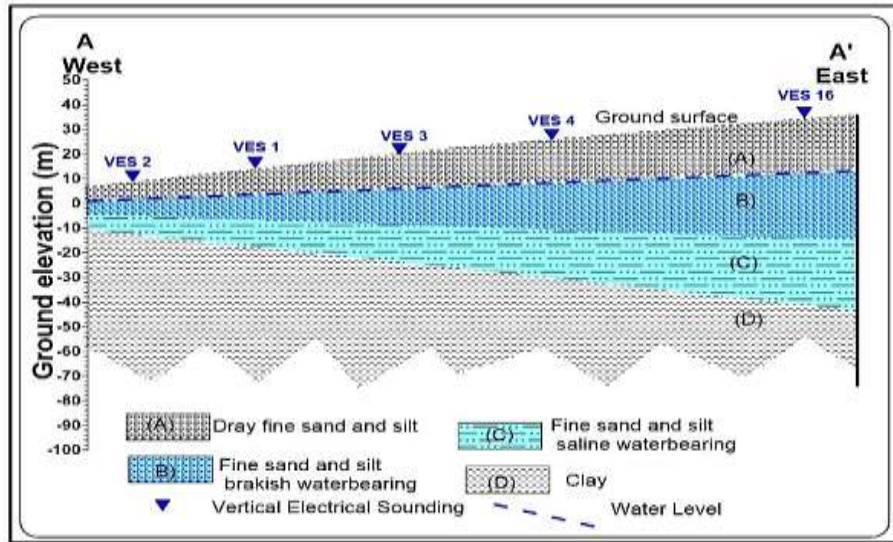 A
West
A'
East
50
40
30
20
10
0
-10
-20
-30
-40
-50
-60
-70
-80
-90
-100
Ground elevation (m)
VES 2
VES 1
VES 3
VES 4
Ground surface
VES 16
(A)
B)
(C)
(D)
(A)
Dray fine sand and silt
(C)
Fine sand and silt
saline waterbearing
B)
Fine sand and silt
brakish waterbearing
(D)
Clay
Vertical Electrical Sounding
Water Level